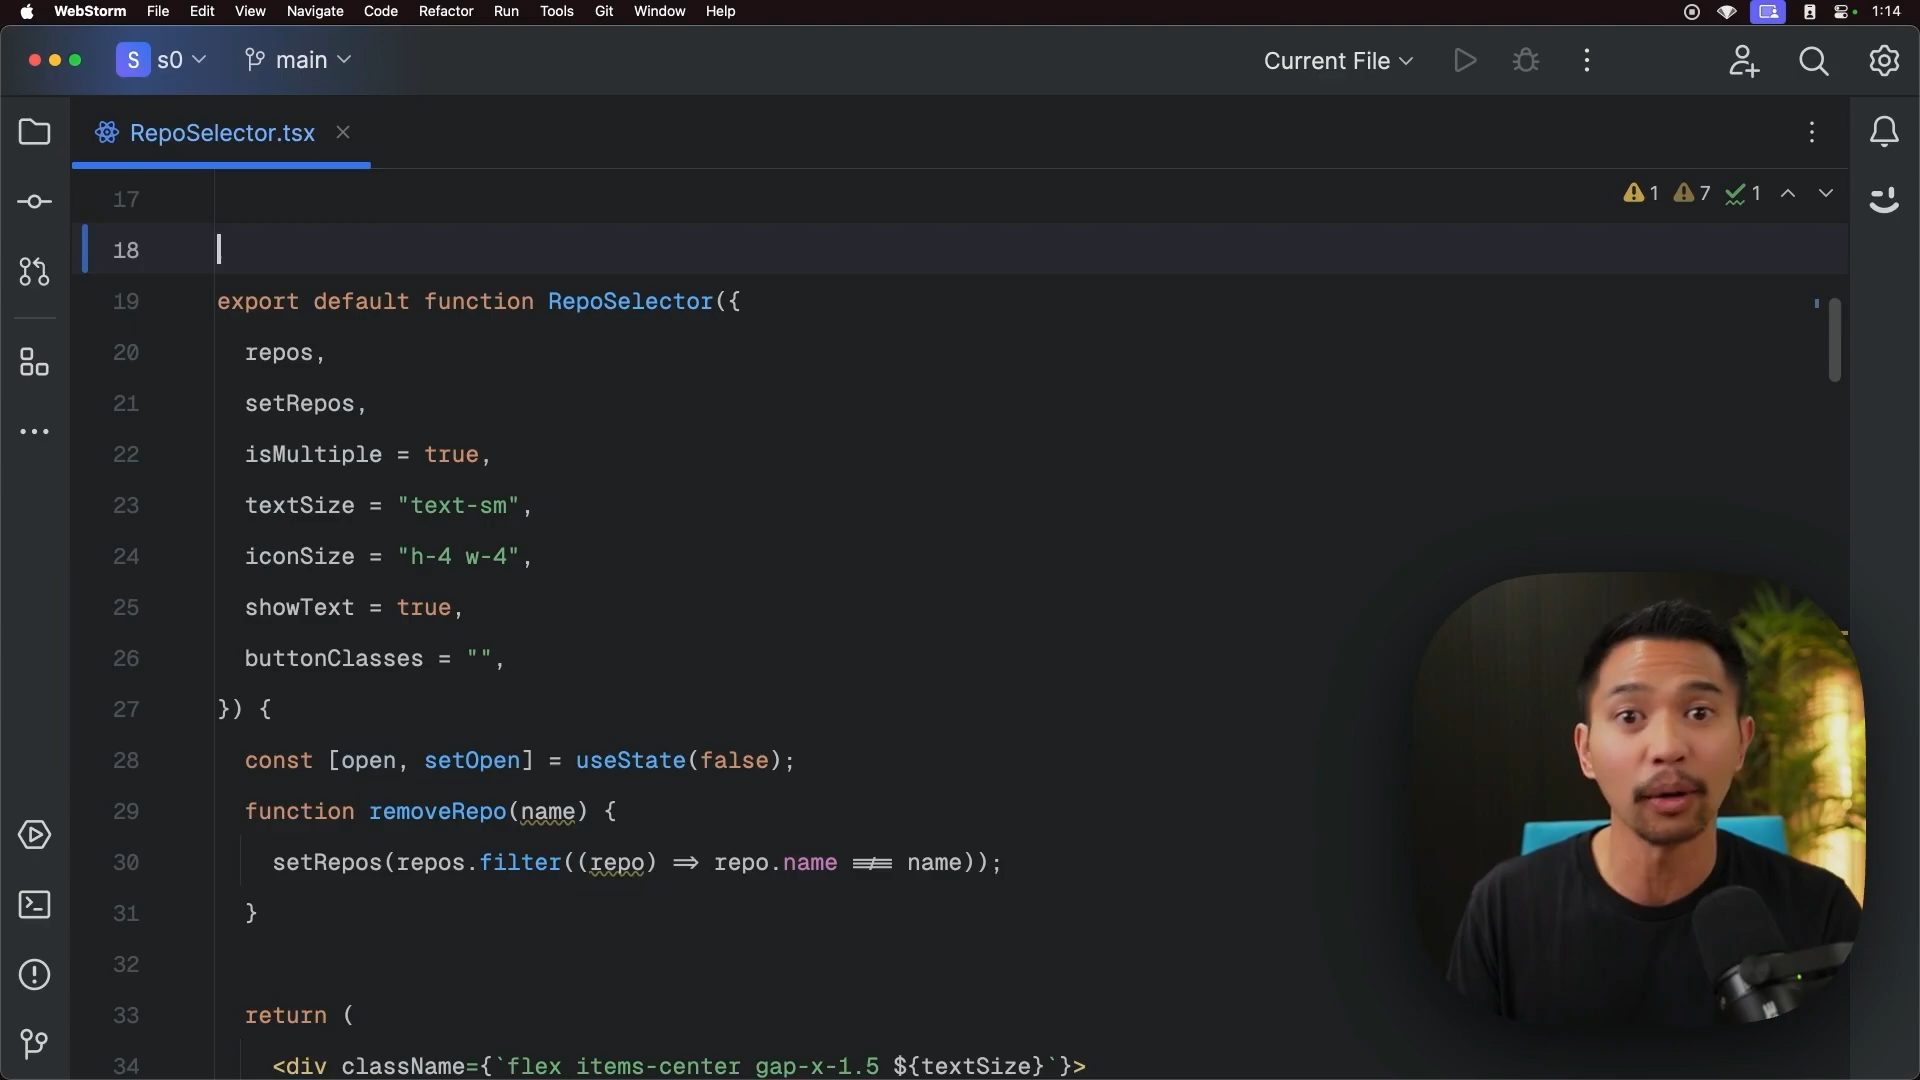 WebStorm File Edit View Navigate Code Refactor Run Tools Git Window Help 1:14
S s0 main Current File
RepoSelector.tsx
17 1 7 1
18
19 export default function RepoSelector({
20 repos,
21 setRepos,
22 isMultiple = true,
23 textSize = "text-sm",
24 iconSize = "h-4 w-4",
25 showText = true,
26 buttonClasses = "",
27 }) {
28 const [open, setOpen] = useState(false);
29 function removeRepo(name) {
30 setRepos(repos.filter((repo) => repo.name !== name));
31 }
32
33 return (
34 <div className={`flex items-center gap-x-1.5 ${textSize}`}>